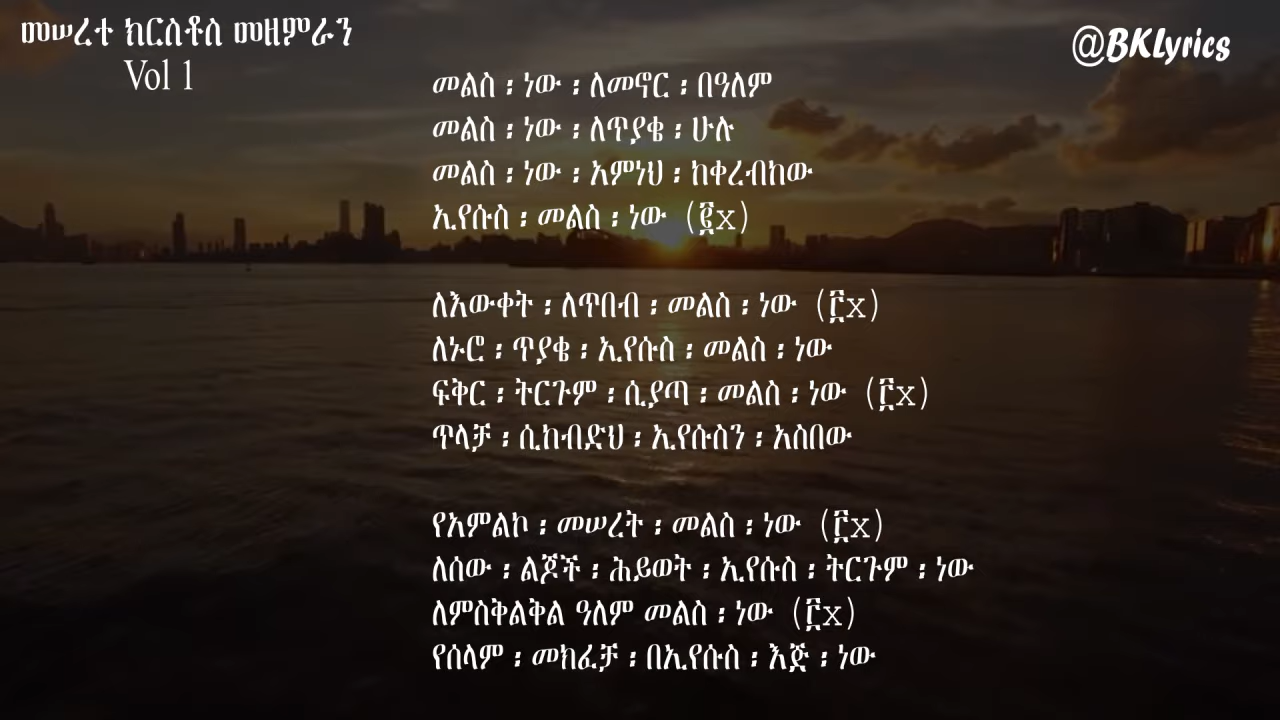 መሠረተ ክርስቶስ መዘምራን
Vol 1
@BKLyrics
መልስ ፡ ነው ፡ ለመኖር ፡ በዓለም
መልስ ፡ ነው ፡ ለጥያቄ ፡ ሁሉ
መልስ ፡ ነው ፡ አምነህ ፡ ከቀረብከው
ኢየሱስ ፡ መልስ ፡ ነው (፪x)
ለእውቀት ፡ ለጥበብ ፡ መልስ ፡ ነው (፫x)
ለኑሮ ፡ ጥያቄ ፡ ኢየሱስ ፡ መልስ ፡ ነው
ፍቅር ፡ ትርጉም ፡ ሲያጣ ፡ መልስ ፡ ነው (፫x)
ጥላቻ ፡ ሲከብድህ ፡ ኢየሱስን ፡ አስበው
የአምልኮ ፡ መሠረት ፡ መልስ ፡ ነው (፫x)
ለሰው ፡ ልጆች ፡ ሕይወት ፡ ኢየሱስ ፡ ትርጉም ፡ ነው
ለምስቅልቅል ዓለም መልስ ፡ ነው (፫x)
የሰላም ፡ መክፈቻ ፡ በኢየሱስ ፡ እጅ ፡ ነው